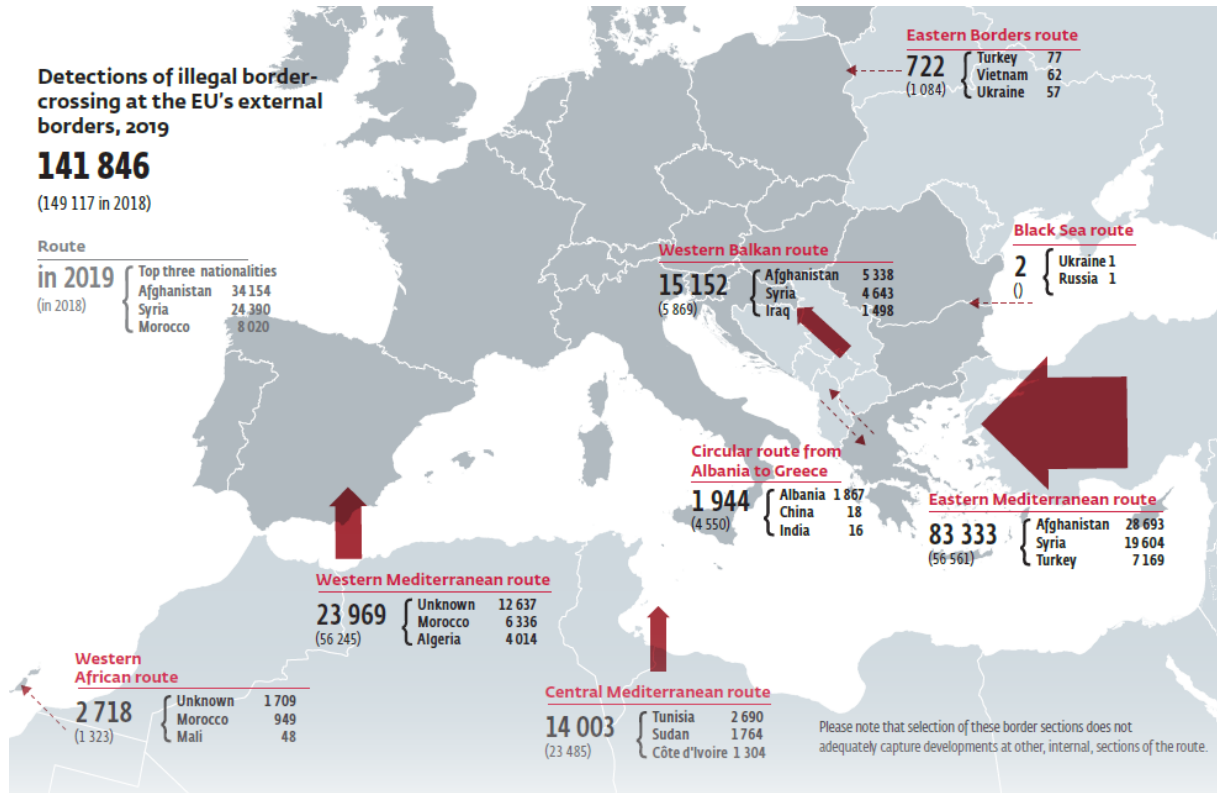 Detections of illegal border-
crossing at the EU's external
borders, 2019
141 846
(149 117 in 2018)
Route
in 2019
(in 2018)
Top three nationalities
Afghanistan 34 154
Syria 24 390
Morocco 8 020
Eastern Borders route
722
(1 084)
Turkey 77
Vietnam 62
Ukraine 57
Black Sea route
2
()
Ukraine 1
Russia 1
Western Balkan route
15 152
(5 869)
Afghanistan 5 338
Syria 4 643
Iraq 1 498
Circular route from
Albania to Greece
1 944
(4 550)
Albania 1 867
China 18
India 16
Eastern Mediterranean route
83 333
(56 561)
Afghanistan 28 693
Syria 19 604
Turkey 7 169
Western Mediterranean route
23 969
(56 245)
Unknown 12 637
Morocco 6 336
Algeria 4 014
Western
African route
2 718
(1 323)
Unknown 1 709
Morocco 949
Mali 48
Central Mediterranean route
14 003
(23 485)
Tunisia 2 690
Sudan 1 764
Côte d'Ivoire 1 304
Please note that selection of these border sections does not
adequately capture developments at other, internal, sections of the route.